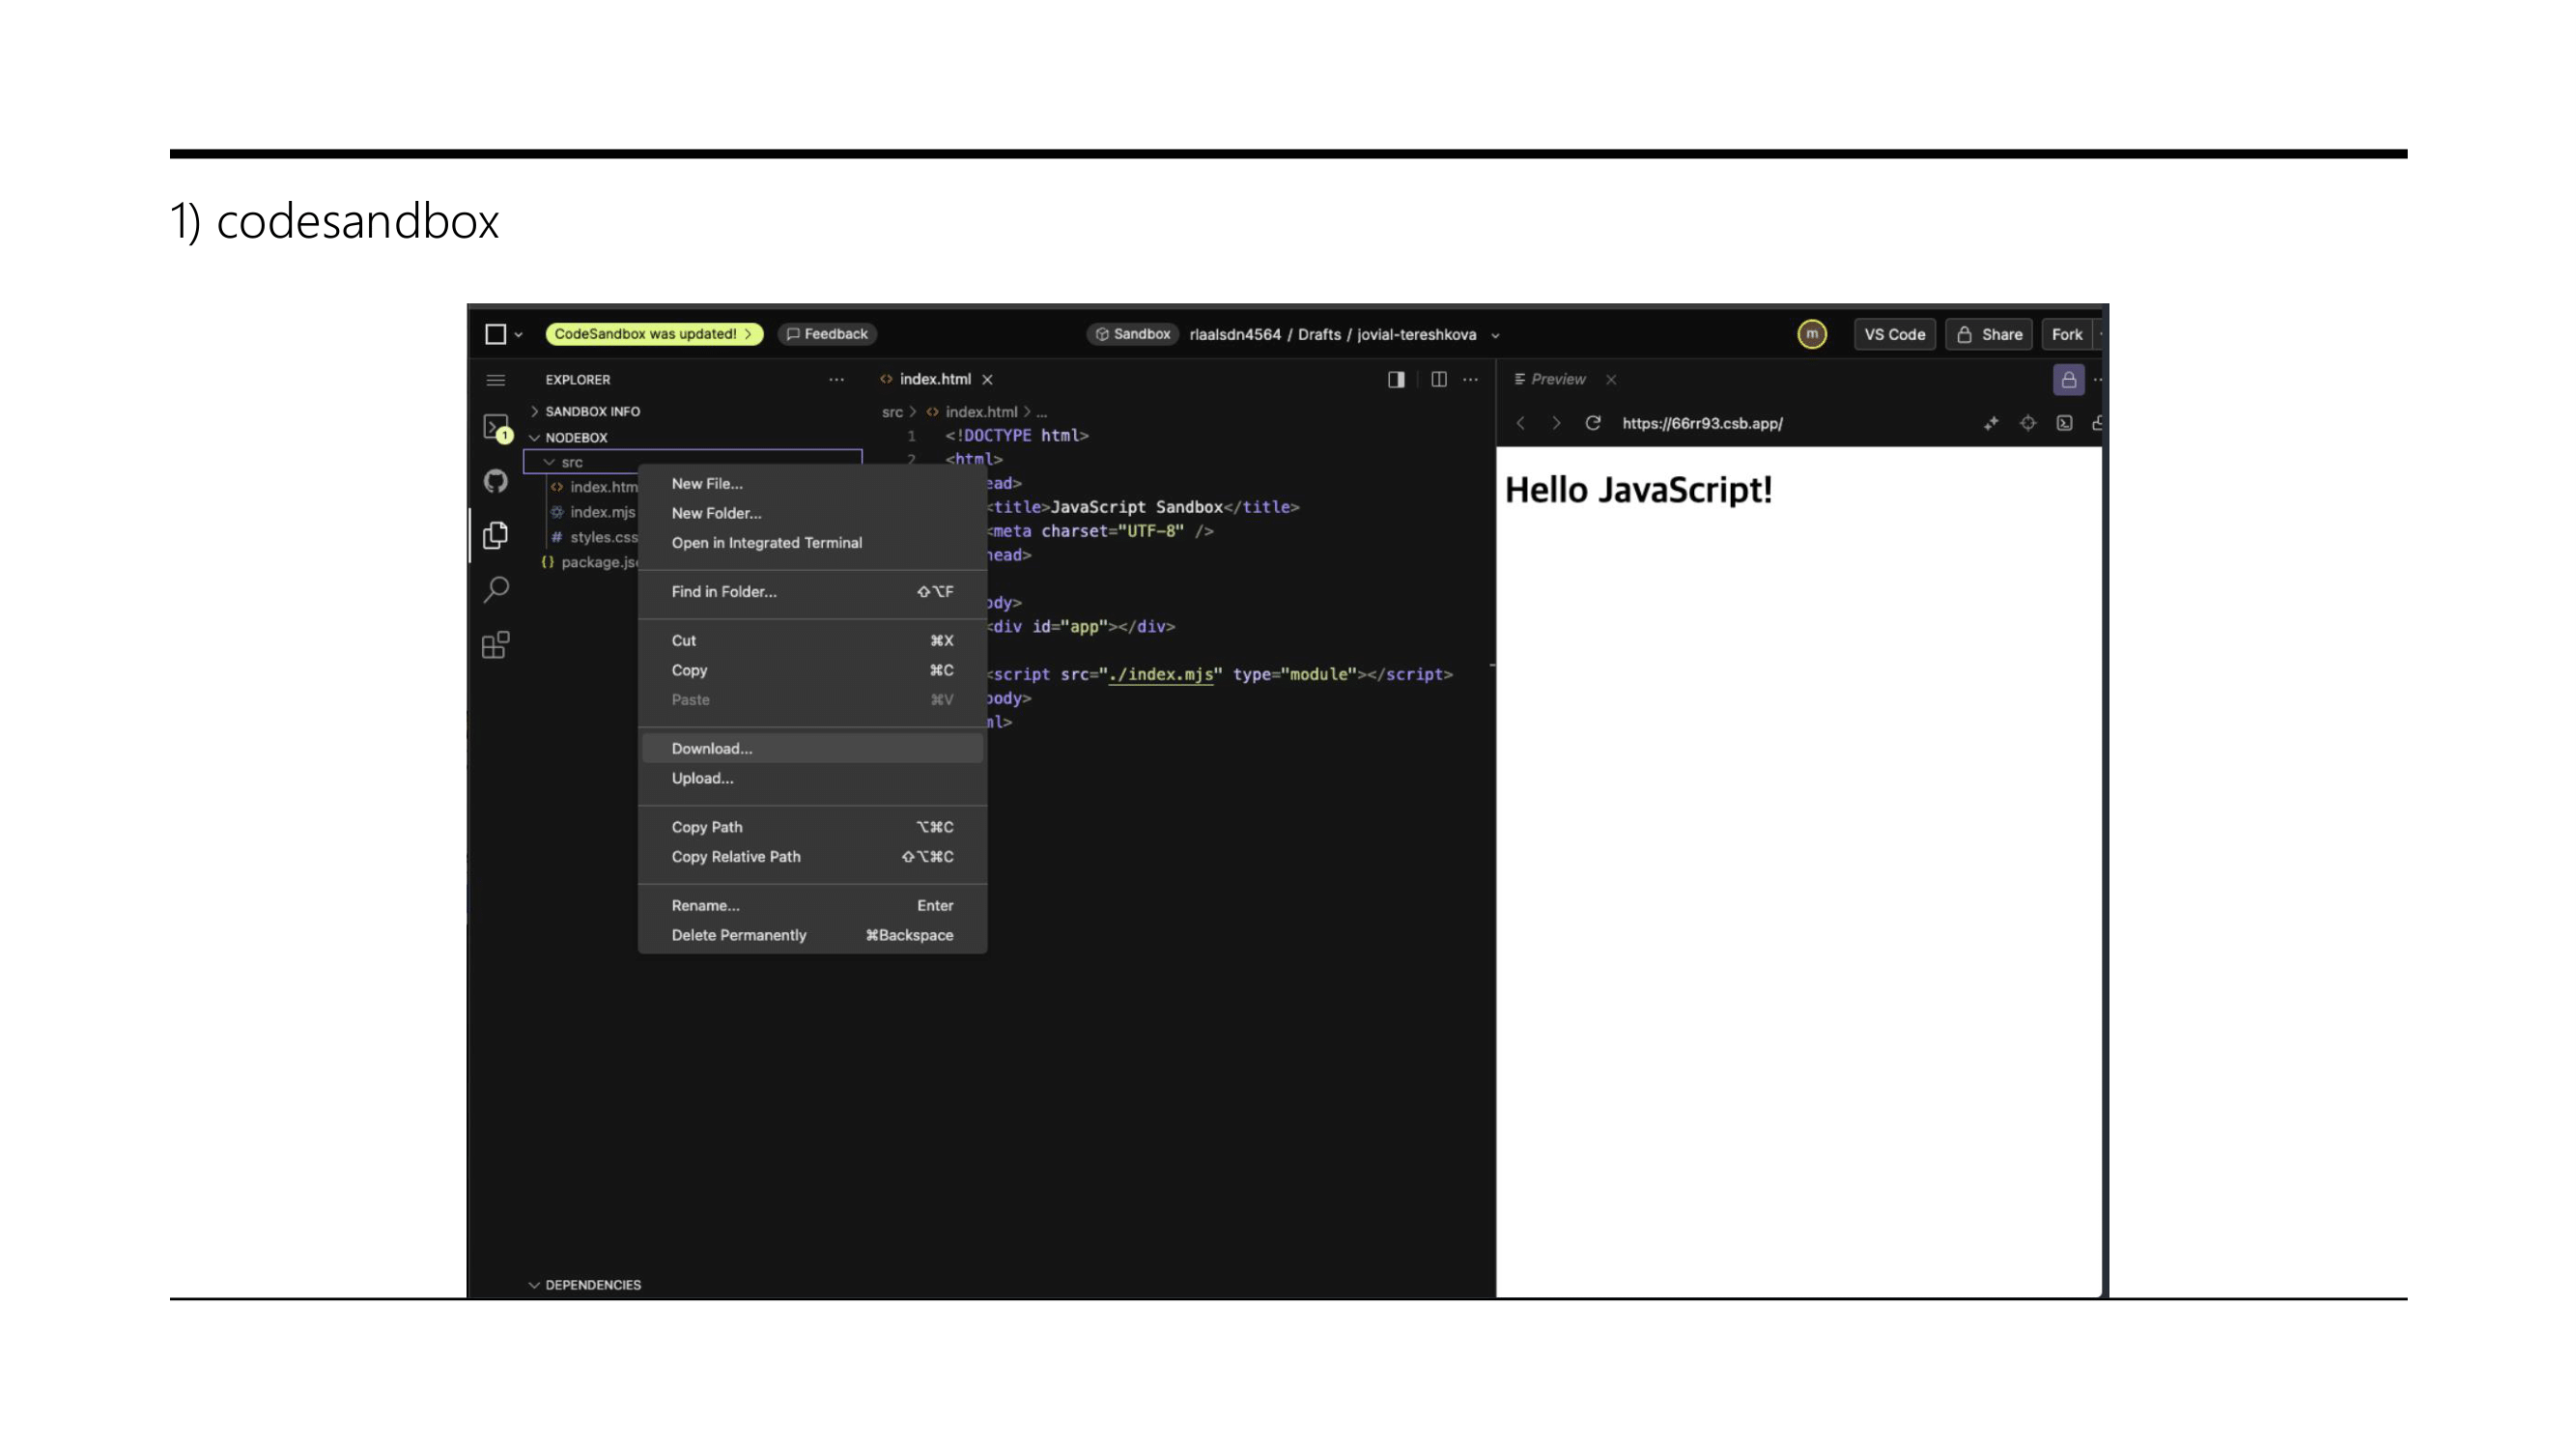 1) codesandbox
CodeSandbox was updated! Feedback Sandbox rlaalsdn4564 / Drafts / jovial-tereshkova m VS Code Share Fork
EXPLORER
SANDBOX INFO
1
NODEBOX
src
index.htm
index.mjs
# styles.css
{} package.js
New File...
New Folder...
Open in Integrated Terminal
Find in Folder... ⇧⌥F
Cut ⌘X
Copy ⌘C
Paste ⌘V
Download...
Upload...
Copy Path ⌥⌘C
Copy Relative Path ⇧⌥⌘C
Rename... Enter
Delete Permanently ⌘Backspace
DEPENDENCIES
<> index.html
src > <> index.html > ...
1 <!DOCTYPE html>
2 <html>
ead>
<title>JavaScript Sandbox</title>
<meta charset="UTF-8" />
head>
ody>
<div id="app"></div>
<script src="./index.mjs" type="module"></script>
body>
ml>
Preview
https://66rr93.csb.app/
Hello JavaScript!